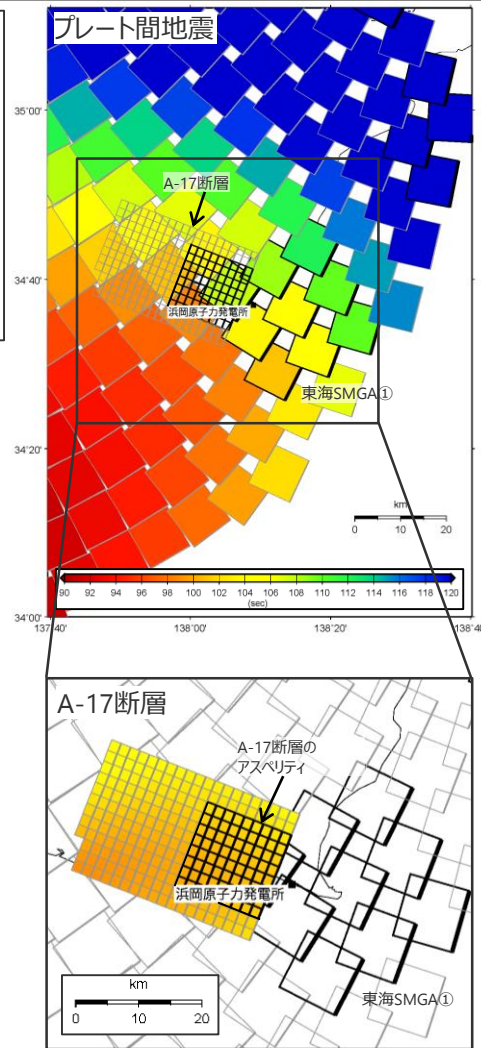 プレート間地震
35˚00'
A-17断層
34˚40'
浜岡原子力発電所
東海SMGA①
34˚20'
km
0 10 20
90 92 94 96 98 100 102 104 106 108 110 112 114 116 118 120
(sec)
34˚00'
137˚40' 138˚00' 138˚20' 138˚40'
A-17断層
A-17断層の
アスペリティ
浜岡原子力発電所
東海SMGA①
km
0 10 20